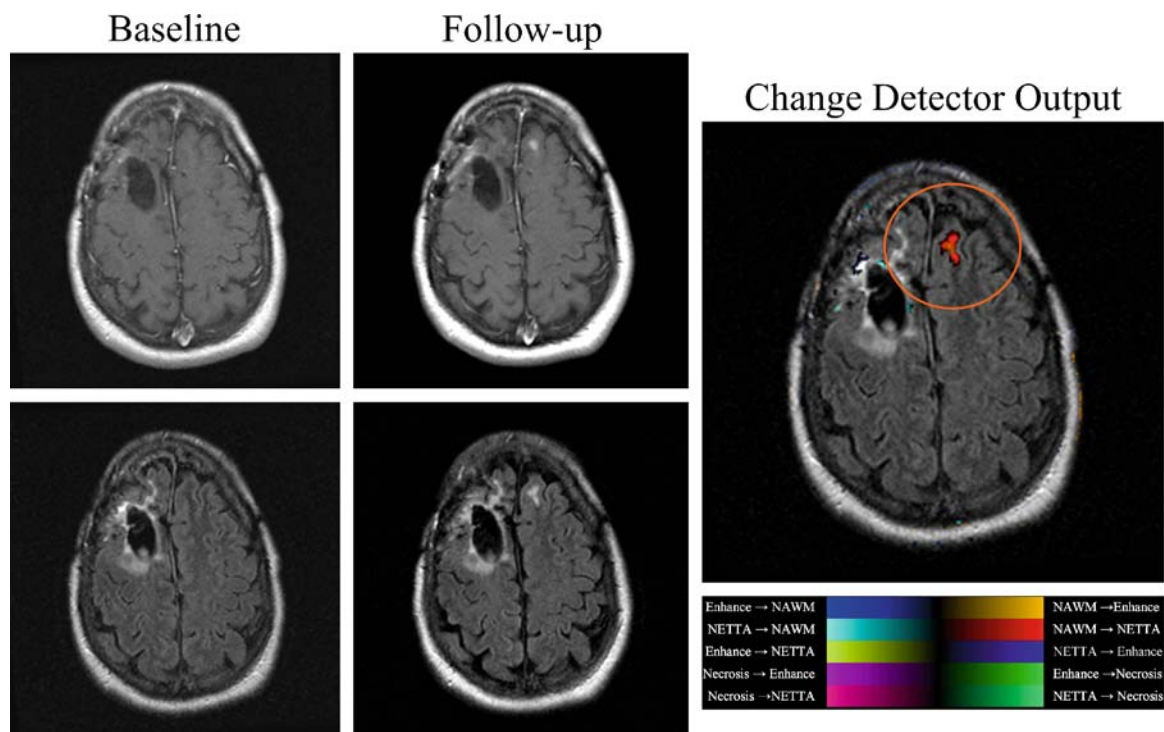 Baseline
Follow-up
Change Detector Output
Enhance → NAWM
NAWM → Enhance
NETTA → NAWM
NAWM → NETTA
Enhance → NETTA
NETTA → Enhance
Necrosis → Enhance
Enhance → Necrosis
Necrosis → NETTA
NETTA → Necrosis